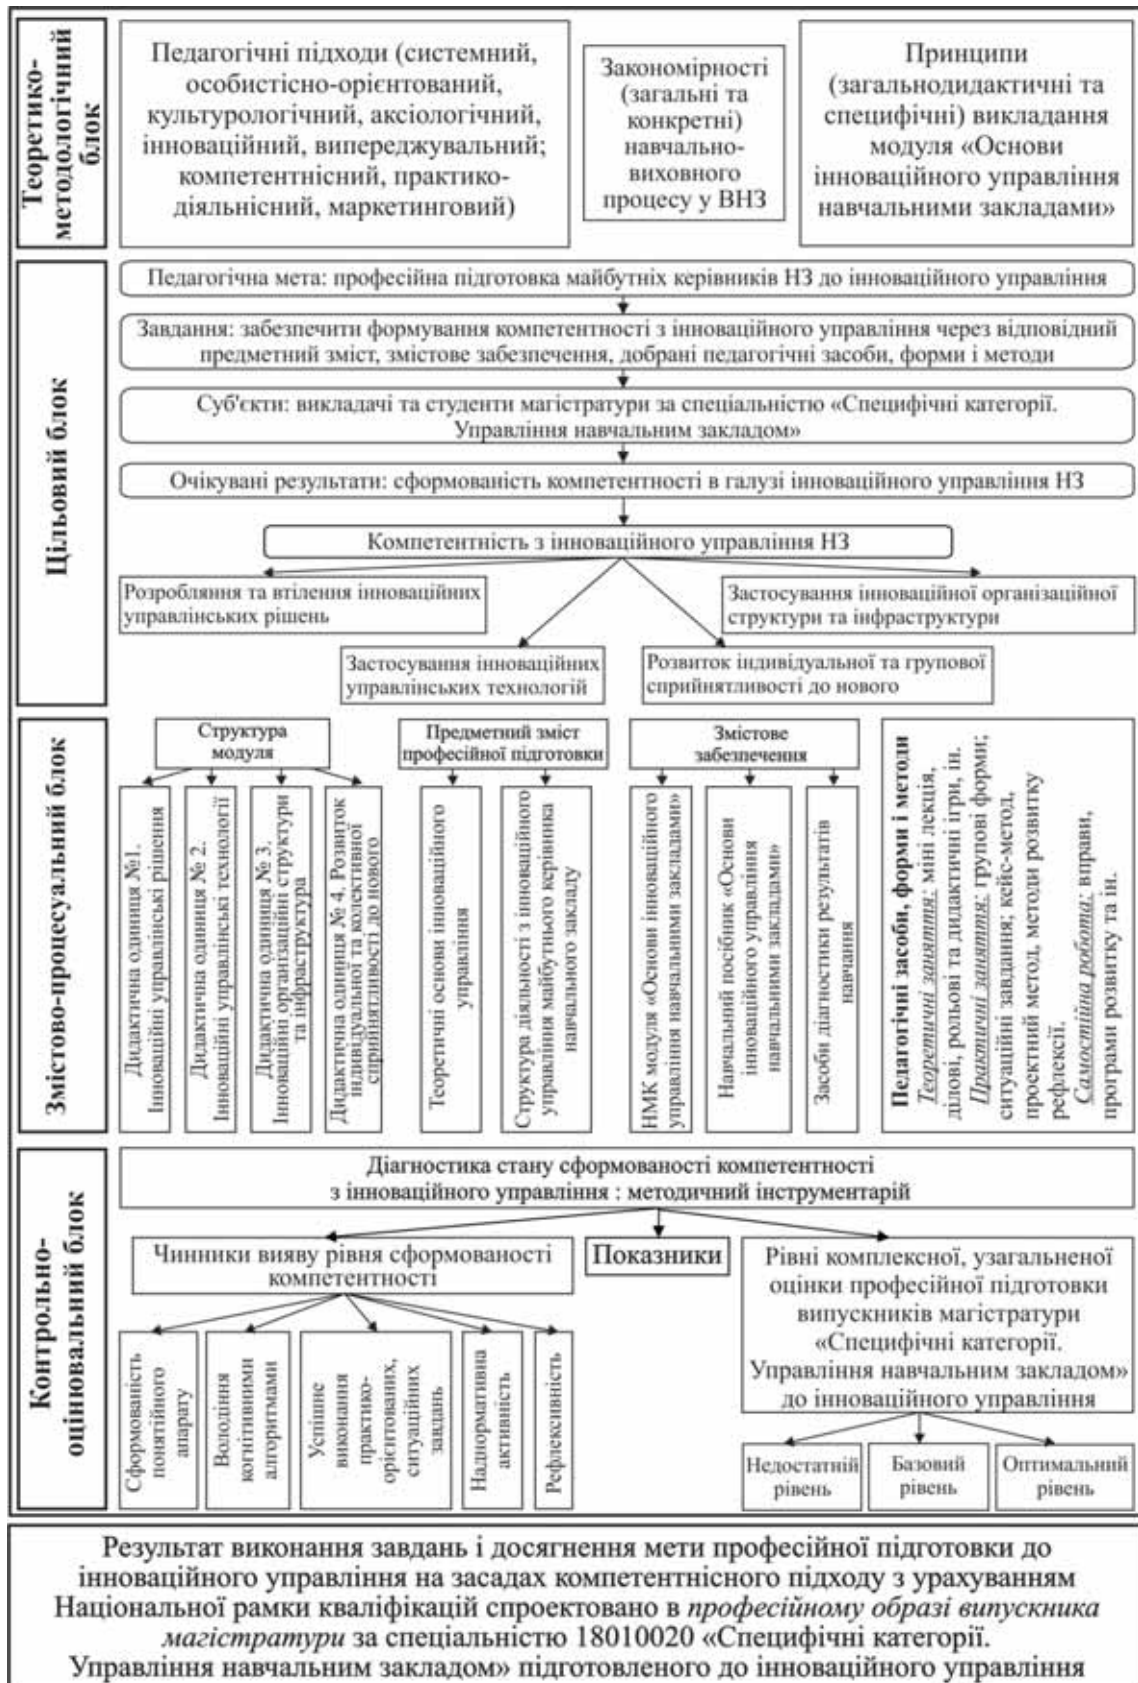 Теоретико-
методологічний
блок
Педагогічні підходи (системний,
особистісно-орієнтований,
культурологічний, аксіологічний,
інноваційний, випереджувальний;
компетентнісний, практико-
діяльнісний, маркетинговий)
Закономірності
(загальні та
конкретні)
навчально-
виховного
процесу у ВНЗ
Принципи
(загальнодидактичні та
специфічні) викладання
модуля «Основи
інноваційного управління
навчальними закладами»
Цільовий блок
Педагогічна мета: професійна підготовка майбутніх керівників НЗ до інноваційного управління
Завдання: забезпечити формування компетентності з інноваційного управління через відповідний
предметний зміст, змістове забезпечення, добрані педагогічні засоби, форми і методи
Суб'єкти: викладачі та студенти магістратури за спеціальністю «Специфічні категорії.
Управління навчальним закладом»
Очікувані результати: сформованість компетентності в галузі інноваційного управління НЗ
Компетентність з інноваційного управління НЗ
Розробляння та втілення інноваційних
управлінських рішень
Застосування інноваційної організаційної
структури та інфраструктури
Застосування інноваційних
управлінських технологій
Розвиток індивідуальної та групової
сприйнятливості до нового
Змістово-процесуальний блок
Структура
модуля
Дидактична одиниця №1.
Інноваційні управлінські рішення
Дидактична одиниця № 2.
Інноваційні управлінські технології
Дидактична одиниця № 3.
Інноваційні організаційні структури
та інфраструктура
Дидактична одиниця № 4. Розвиток
індивідуальної та колективної
сприйнятливості до нового
Предметний зміст
професійної підготовки
Теоретичні основи інноваційного
управління
Структура діяльності з інноваційного
управління майбутнього керівника
навчального закладу
Змістове
забезпечення
НМК модуля «Основи інноваційного
управління навчальними закладами»
Навчальний посібник «Основи
інноваційного управління
навчальними закладами»
Засоби діагностики результатів
навчання
Педагогічні засоби, форми і методи
Теоретичні заняття: міні лекція,
ділові, рольові та дидактичні ігри, ін.
Практичні заняття: групові форми;
ситуаційні завдання; кейс-метод,
проектний метод, методи розвитку
рефлексії.
Самостійна робота: вправи,
програми розвитку та ін.
Контрольно-
оцінювальний блок
Діагностика стану сформованості компетентності
з інноваційного управління : методичний інструментарій
Чинники вияву рівня сформованості
компетентності
Сформованість
понятійного
апарату
Володіння
когнітивними
алгоритмами
Успішне
виконання
практико-
орієнтованих,
ситуаційних
завдань
Наднормативна
активність
Рефлексивність
Показники
Рівні комплексної, узагальненої
оцінки професійної підготовки
випускників магістратури
«Специфічні категорії.
Управління навчальним закладом»
до інноваційного управління
Недостатній
рівень
Базовий
рівень
Оптимальний
рівень
Результат виконання завдань і досягнення мети професійної підготовки до
інноваційного управління на засадах компетентнісного підходу з урахуванням
Національної рамки кваліфікацій спроектовано в професійному образі випускника
магістратури за спеціальністю 18010020 «Специфічні категорії.
Управління навчальним закладом» підготовленого до інноваційного управління